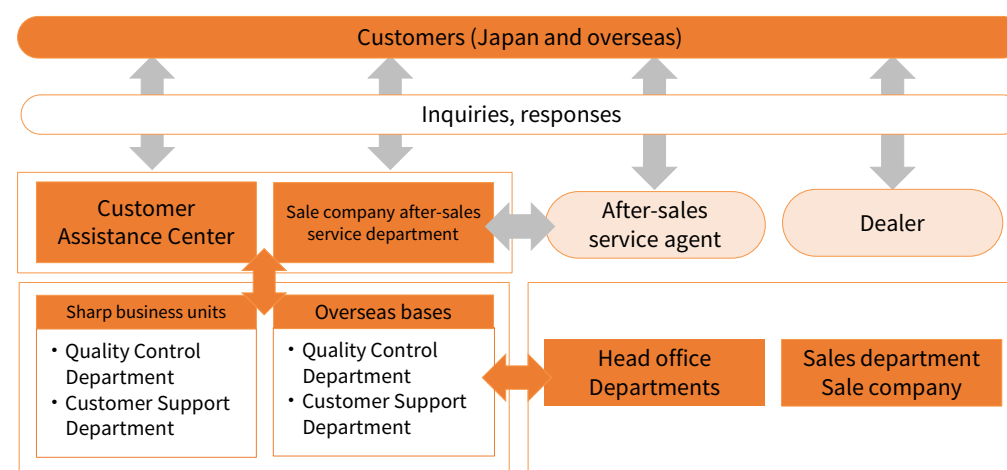 Customers (Japan and overseas)
Inquiries, responses
Customer
Assistance Center
Sale company after-sales
service department
After-sales
service agent
Dealer
Sharp business units
・Quality Control
Department
・Customer Support
Department
Overseas bases
・Quality Control
Department
・Customer Support
Department
Head office
Departments
Sales department
Sale company